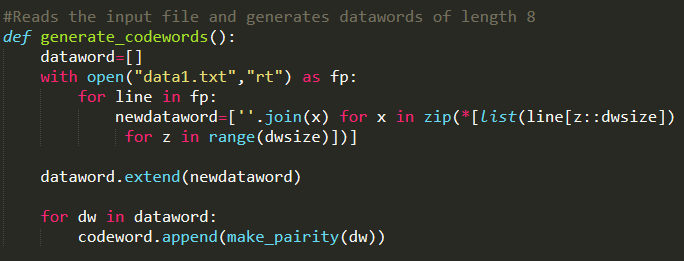 #Reads the input file and generates datawords of length 8
def generate_codewords():
    dataword=[]
    with open("data1.txt","rt") as fp:
        for line in fp:
            newdataword=[''.join(x) for x in zip(*[list(line[z::dwsize])
             for z in range(dwsize)])]

    dataword.extend(newdataword)

    for dw in dataword:
        codeword.append(make_pairity(dw))